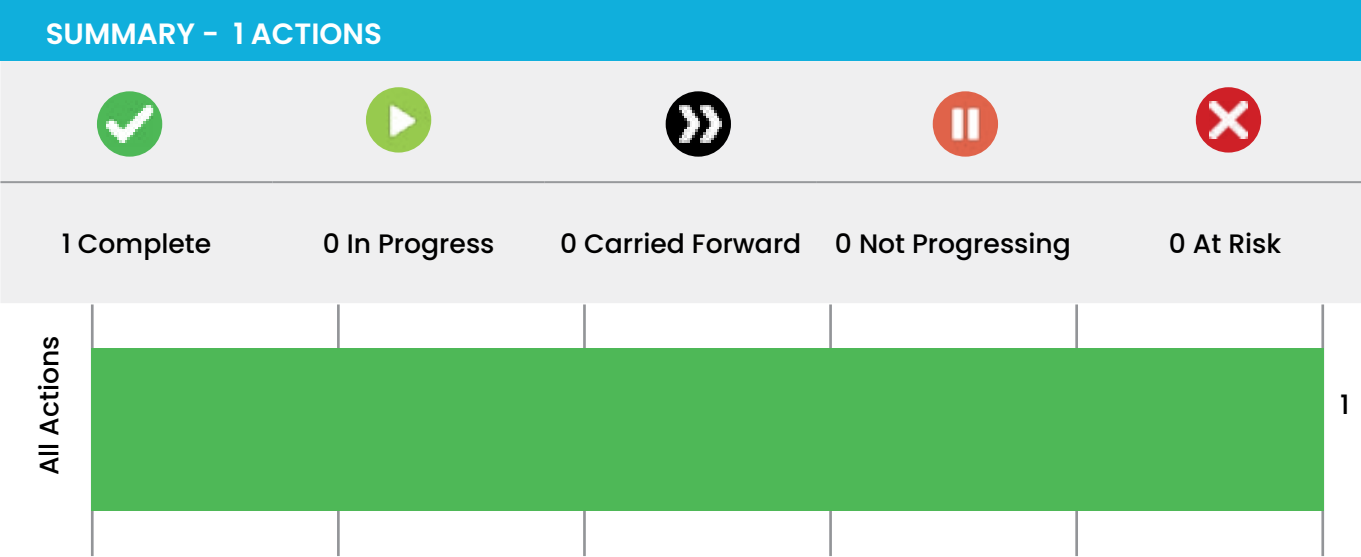 SUMMARY - 1 ACTIONS
1 Complete
0 In Progress
0 Carried Forward
0 Not Progressing
0 At Risk
All Actions
1